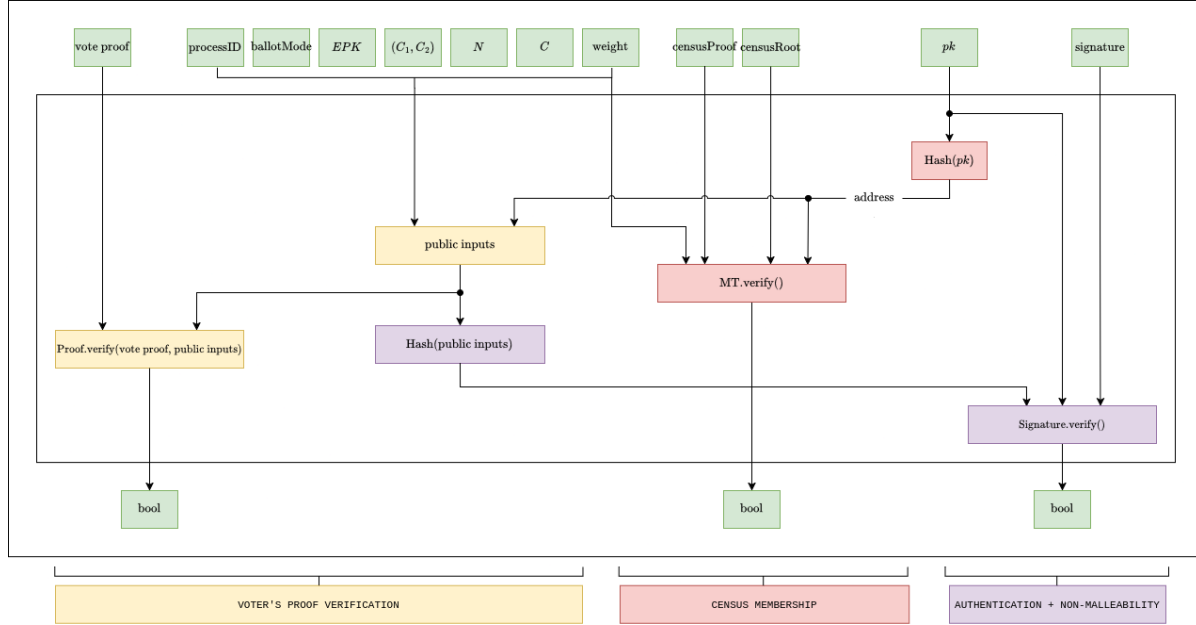 vote proof
processID
ballotMode
EPK
(C₁, C₂)
N
C
weight
censusProof
censusRoot
pk
signature
Hash(pk)
address
public inputs
MT.verify()
Proof.verify(vote proof, public inputs)
Hash(public inputs)
Signature.verify()
bool
bool
bool
VOTER'S PROOF VERIFICATION
CENSUS MEMBERSHIP
AUTHENTICATION + NON-MALLEABILITY